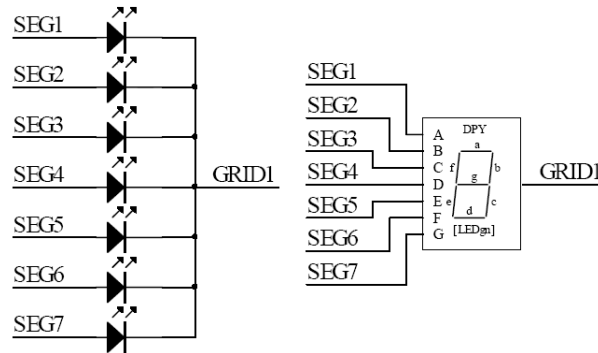 SEG1
SEG2
SEG3
SEG4
SEG5
SEG6
SEG7
GRID1
SEG1
SEG2
SEG3
SEG4
SEG5
SEG6
SEG7
A
B
C
D
E
F
G
DPY
a
f
b
g
e
c
d
[LEDgn]
GRID1